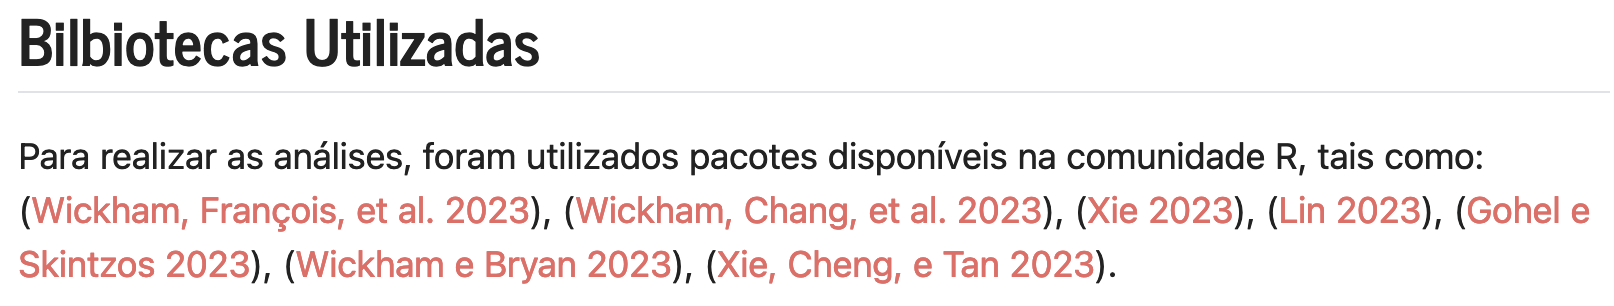 Bilbiotecas Utilizadas
Para realizar as análises, foram utilizados pacotes disponíveis na comunidade R, tais como:
(Wickham, François, et al. 2023), (Wickham, Chang, et al. 2023), (Xie 2023), (Lin 2023), (Gohel e
Skintzos 2023), (Wickham e Bryan 2023), (Xie, Cheng, e Tan 2023).